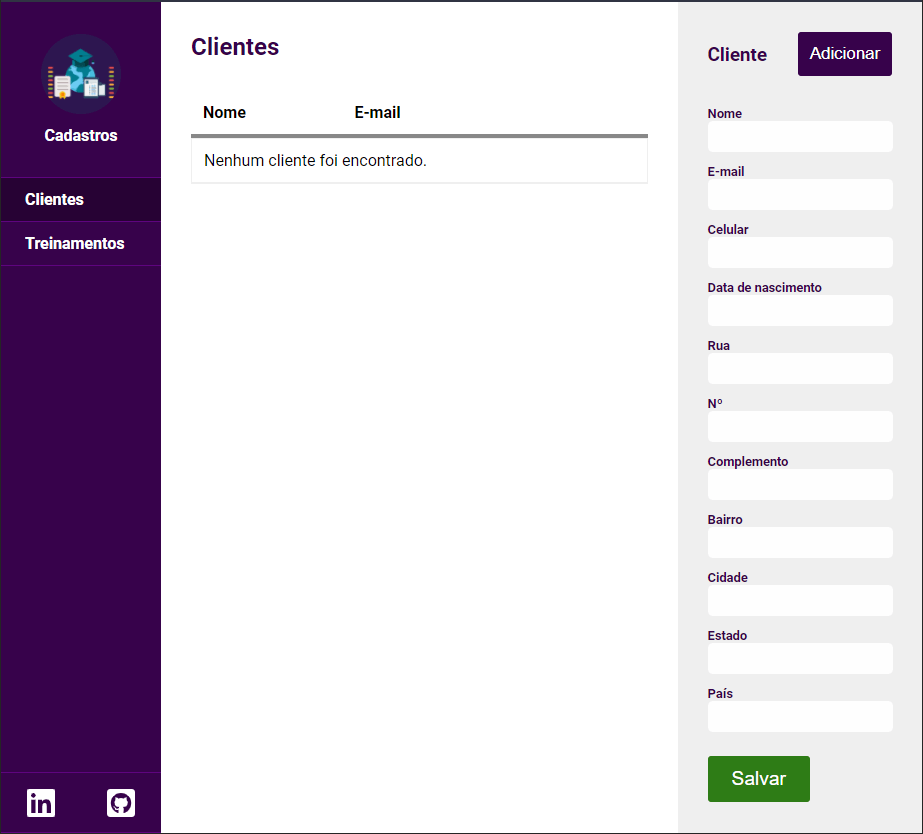 Cadastros
Clientes
Treinamentos
in
Clientes
Nome E-mail
Nenhum cliente foi encontrado.
Cliente Adicionar
Nome
E-mail
Celular
Data de nascimento
Rua
Nº
Complemento
Bairro
Cidade
Estado
País
Salvar